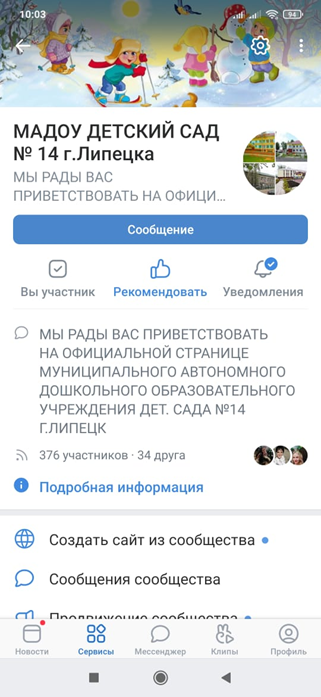 10:03
94
МАДОУ ДЕТСКИЙ САД
№ 14 г.Липецка
МЫ РАДЫ ВАС
ПРИВЕТСТВОВАТЬ НА ОФИЦИ...
Сообщение
Вы участник
Рекомендовать
Уведомления
МЫ РАДЫ ВАС ПРИВЕТСТВОВАТЬ
НА ОФИЦИАЛЬНОЙ СТРАНИЦЕ
МУНИЦИПАЛЬНОГО АВТОНОМНОГО
ДОШКОЛЬНОГО ОБРАЗОВАТЕЛЬНОГО
УЧРЕЖДЕНИЯ ДЕТ. САДА №14
Г.ЛИПЕЦК
376 участников · 34 друга
Подробная информация
Создать сайт из сообщества
Сообщения сообщества
Продвижение сообщества
Новости
Сервисы
Мессенджер
Клипы
Профиль